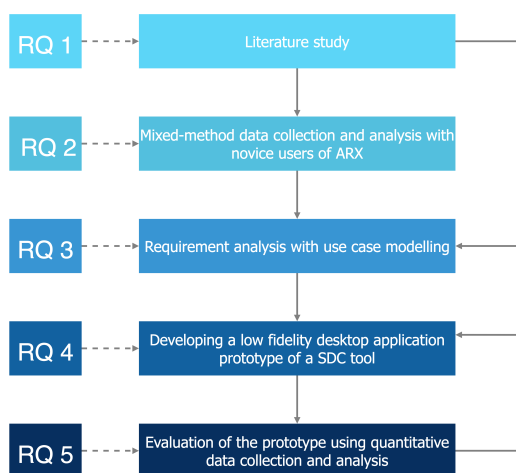 RQ 1
Literature study
RQ 2
Mixed-method data collection and analysis with
novice users of ARX
RQ 3
Requirement analysis with use case modelling
RQ 4
Developing a low fidelity desktop application
prototype of a SDC tool
RQ 5
Evaluation of the prototype using quantitative
data collection and analysis